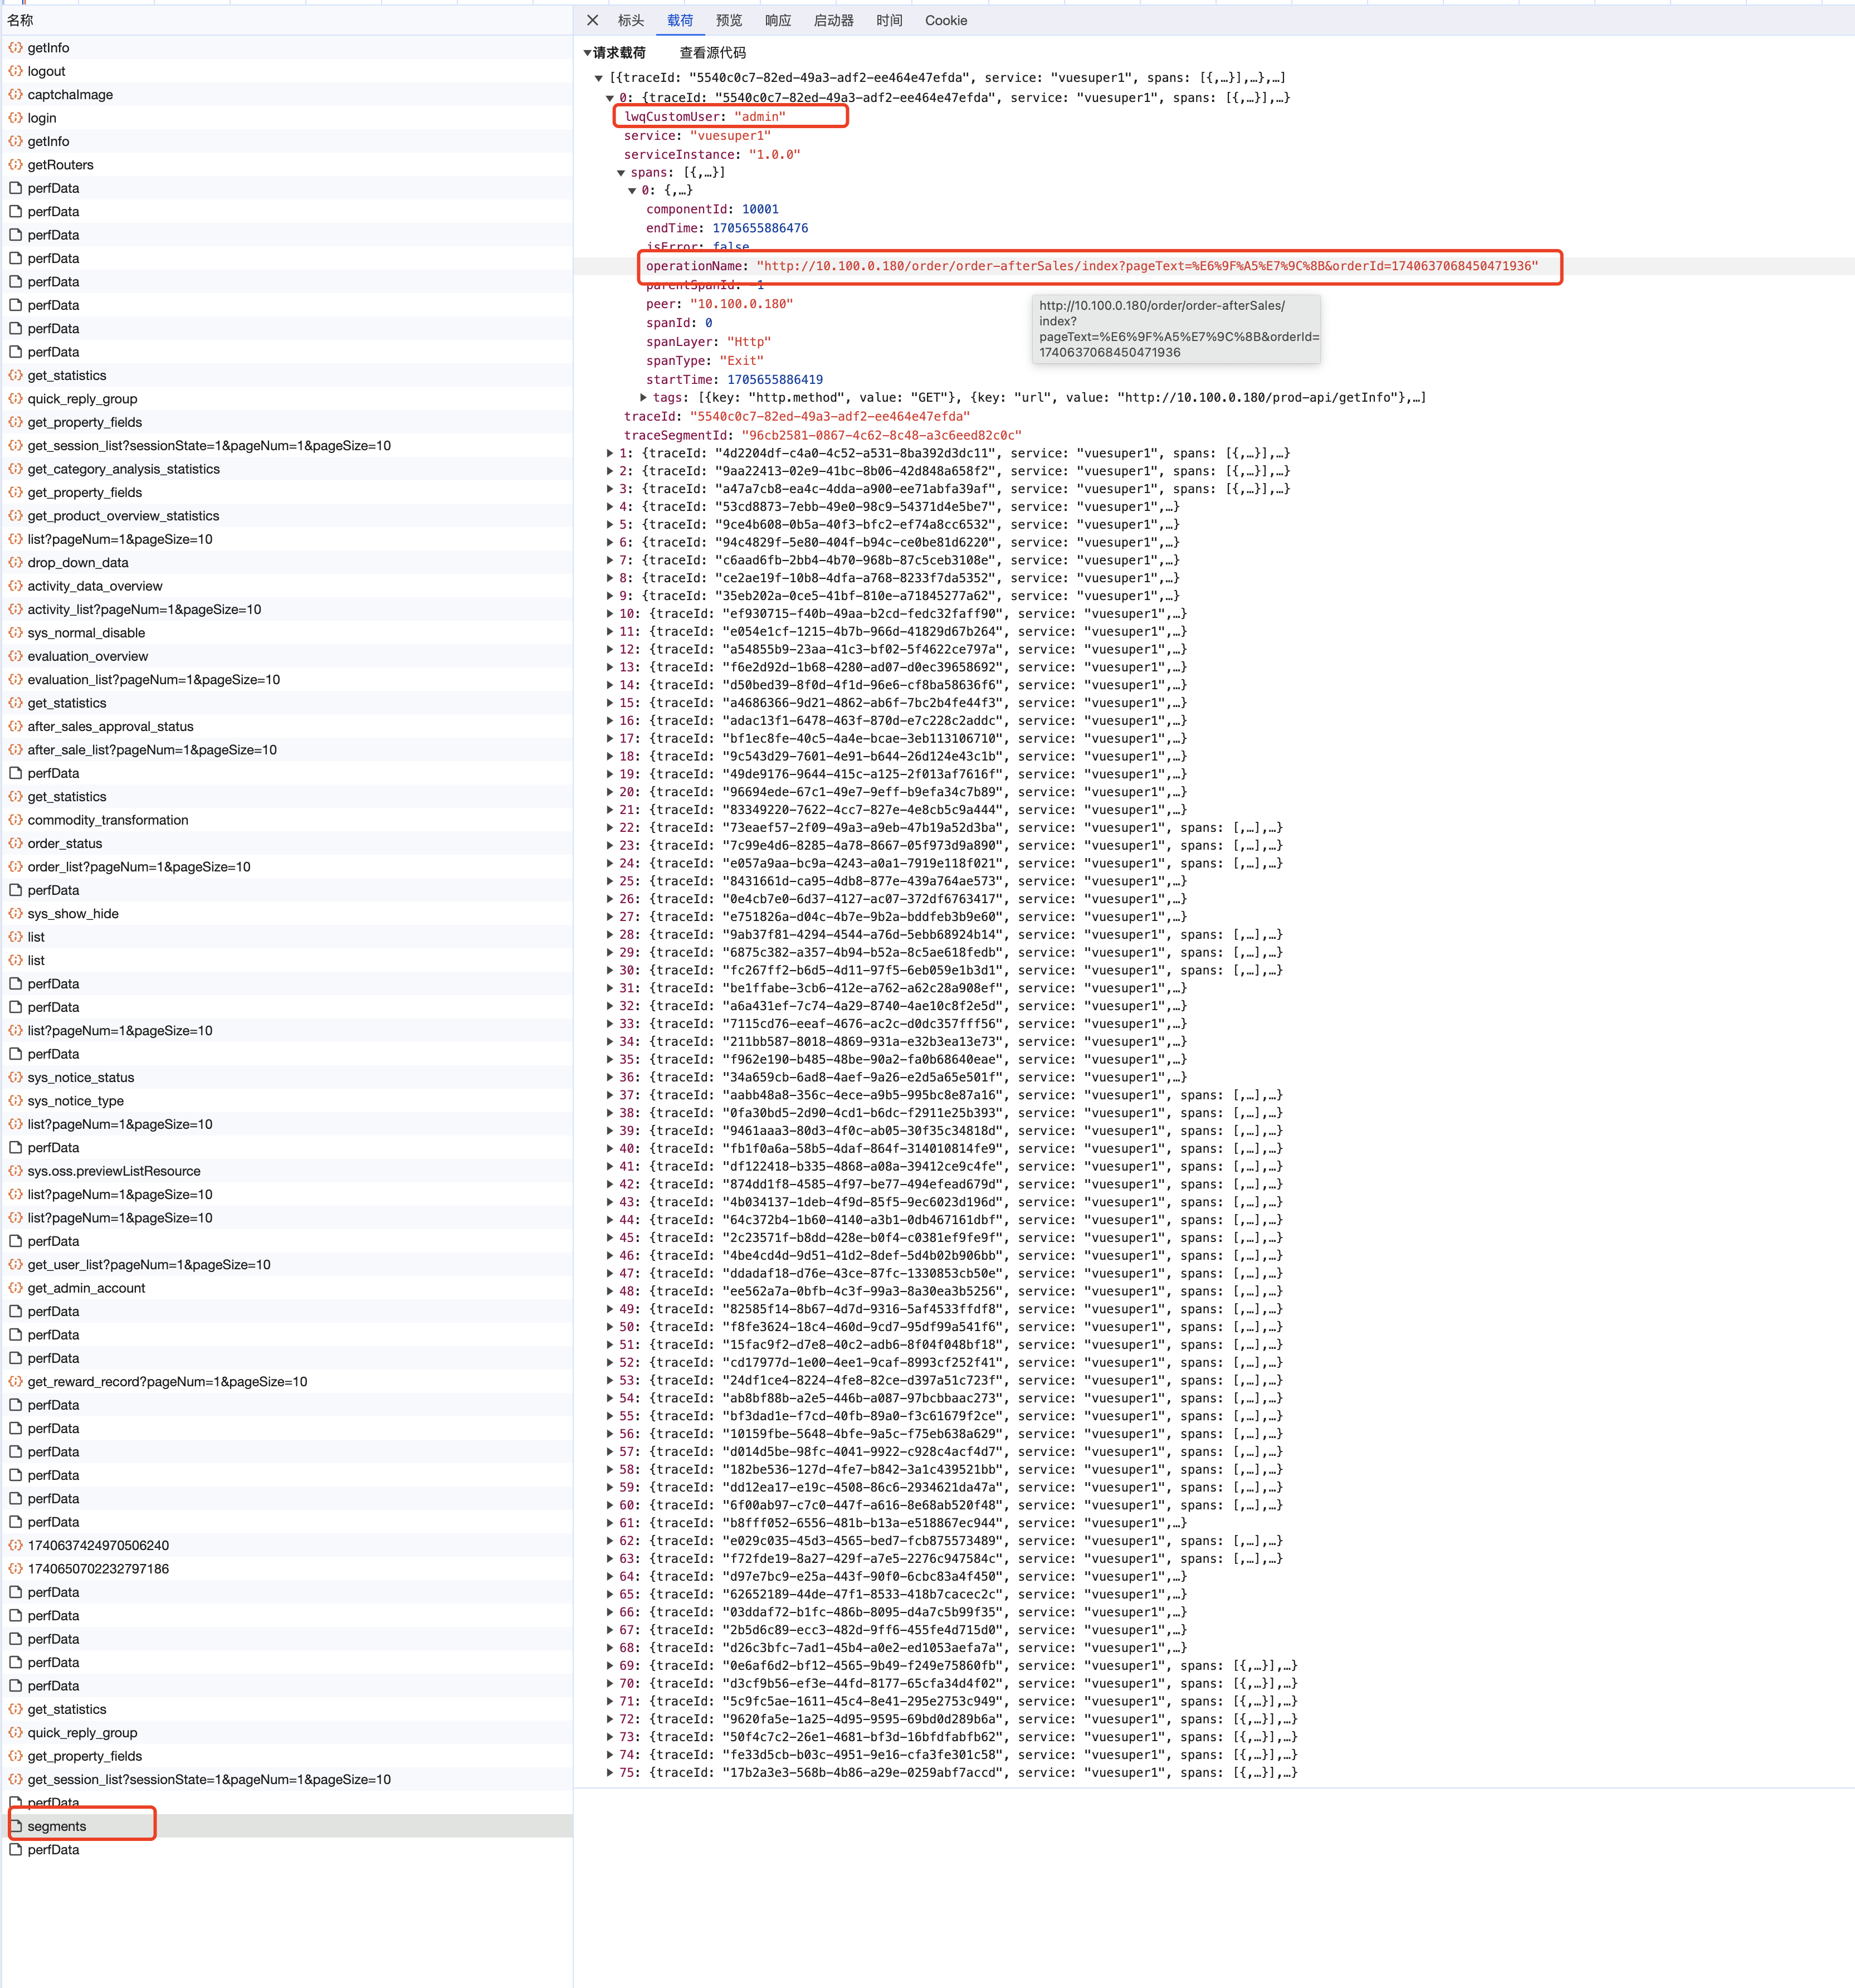 名称
getInfo
logout
captchaImage
login
getInfo
getRouters
perfData
perfData
perfData
perfData
perfData
perfData
perfData
perfData
get_statistics
quick_reply_group
get_property_fields
get_session_list?sessionState=1&pageNum=1&pageSize=10
get_category_analysis_statistics
get_property_fields
get_product_overview_statistics
list?pageNum=1&pageSize=10
drop_down_data
activity_data_overview
activity_list?pageNum=1&pageSize=10
sys_normal_disable
evaluation_overview
evaluation_list?pageNum=1&pageSize=10
get_statistics
after_sales_approval_status
after_sale_list?pageNum=1&pageSize=10
perfData
get_statistics
commodity_transformation
order_status
order_list?pageNum=1&pageSize=10
perfData
sys_show_hide
list
list
perfData
perfData
list?pageNum=1&pageSize=10
perfData
sys_notice_status
sys_notice_type
list?pageNum=1&pageSize=10
perfData
sys.oss.previewListResource
list?pageNum=1&pageSize=10
list?pageNum=1&pageSize=10
perfData
get_user_list?pageNum=1&pageSize=10
get_admin_account
perfData
perfData
perfData
get_reward_record?pageNum=1&pageSize=10
perfData
perfData
perfData
perfData
perfData
perfData
1740637424970506240
1740650702232797186
perfData
perfData
perfData
perfData
perfData
get_statistics
quick_reply_group
get_property_fields
get_session_list?sessionState=1&pageNum=1&pageSize=10
perfData
segments
perfData
标头 载荷 预览 响应 启动器 时间 Cookie
请求载荷 查看源代码
[{traceId: "5540c0c7-82ed-49a3-adf2-ee464e47efda", service: "vuesuper1", spans: [{,…}],…},…]
0: {traceId: "5540c0c7-82ed-49a3-adf2-ee464e47efda", service: "vuesuper1", spans: [{,…}],…}
lwqCustomUser: "admin"
service: "vuesuper1"
serviceInstance: "1.0.0"
spans: [{,…}]
0: {,…}
componentId: 10001
endTime: 1705655886476
isError: false
operationName: "http://10.100.0.180/order/order-afterSales/index?pageText=%E6%9F%A5%E7%9C%8B&orderId=1740637068450471936"
parentSpanId: -1
peer: "10.100.0.180"
spanId: 0
spanLayer: "Http"
spanType: "Exit"
startTime: 1705655886419
tags: [{key: "http.method", value: "GET"}, {key: "url", value: "http://10.100.0.180/prod-api/getInfo"},…]
traceId: "5540c0c7-82ed-49a3-adf2-ee464e47efda"
traceSegmentId: "96cb2581-0867-4c62-8c48-a3c6eed82c0c"
http://10.100.0.180/order/order-afterSales/
index?
pageText=%E6%9F%A5%E7%9C%8B&orderId=
1740637068450471936
1: {traceId: "4d2204df-c4a0-4c52-a531-8ba392d3dc11", service: "vuesuper1", spans: [{,…}],…}
2: {traceId: "9aa22413-02e9-41bc-8b06-42d848a658f2", service: "vuesuper1", spans: [{,…}],…}
3: {traceId: "a47a7cb8-ea4c-4dda-a900-ee71abfa39af", service: "vuesuper1", spans: [{,…}],…}
4: {traceId: "53cd8873-7ebb-49e0-98c9-54371d4e5be7", service: "vuesuper1",…}
5: {traceId: "9ce4b608-0b5a-40f3-bfc2-ef74a8cc6532", service: "vuesuper1",…}
6: {traceId: "94c4829f-5e80-404f-b94c-ce0be81d6220", service: "vuesuper1",…}
7: {traceId: "c6aad6fb-2bb4-4b70-968b-87c5ceb3108e", service: "vuesuper1",…}
8: {traceId: "ce2ae19f-10b8-4dfa-a768-8233f7da5352", service: "vuesuper1",…}
9: {traceId: "35eb202a-0ce5-41bf-810e-a71845277a62", service: "vuesuper1",…}
10: {traceId: "ef930715-f40b-49aa-b2cd-fedc32faff90", service: "vuesuper1",…}
11: {traceId: "e054e1cf-1215-4b7b-966d-41829d67b264", service: "vuesuper1",…}
12: {traceId: "a54855b9-23aa-41c3-bf02-5f4622ce797a", service: "vuesuper1",…}
13: {traceId: "f6e2d92d-1b68-4280-ad07-d0ec39658692", service: "vuesuper1",…}
14: {traceId: "d50bed39-8f0d-4f1d-96e6-cf8ba58636f6", service: "vuesuper1",…}
15: {traceId: "a4686366-9d21-4862-ab6f-7bc2b4fe44f3", service: "vuesuper1",…}
16: {traceId: "adac13f1-6478-463f-870d-e7c228c2addc", service: "vuesuper1",…}
17: {traceId: "bf1ec8fe-40c5-4a4e-bcae-3eb113106710", service: "vuesuper1",…}
18: {traceId: "9c543d29-7601-4e91-b644-26d124e43c1b", service: "vuesuper1",…}
19: {traceId: "49de9176-9644-415c-a125-2f013af7616f", service: "vuesuper1",…}
20: {traceId: "96694ede-67c1-49e7-9eff-b9efa34c7b89", service: "vuesuper1",…}
21: {traceId: "83349220-7622-4cc7-827e-4e8cb5c9a444", service: "vuesuper1",…}
22: {traceId: "73eaef57-2f09-49a3-a9eb-47b19a52d3ba", service: "vuesuper1", spans: [,…],…}
23: {traceId: "7c99e4d6-8285-4a78-8667-05f973d9a890", service: "vuesuper1", spans: [,…],…}
24: {traceId: "e057a9aa-bc9a-4243-a0a1-7919e118f021", service: "vuesuper1", spans: [,…],…}
25: {traceId: "8431661d-ca95-4db8-877e-439a764ae573", service: "vuesuper1",…}
26: {traceId: "0e4cb7e0-6d37-4127-ac07-372df6763417", service: "vuesuper1",…}
27: {traceId: "e751826a-d04c-4b7e-9b2a-bddfeb3b9e60", service: "vuesuper1",…}
28: {traceId: "9ab37f81-4294-4544-a76d-5ebb68924b14", service: "vuesuper1", spans: [,…],…}
29: {traceId: "6875c382-a357-4b94-b52a-8c5ae618fedb", service: "vuesuper1", spans: [,…],…}
30: {traceId: "fc267ff2-b6d5-4d11-97f5-6eb059e1b3d1", service: "vuesuper1", spans: [,…],…}
31: {traceId: "be1ffabe-3cb6-412e-a762-a62c28a908ef", service: "vuesuper1",…}
32: {traceId: "a6a431ef-7c74-4a29-8740-4ae10c8f2e5d", service: "vuesuper1",…}
33: {traceId: "7115cd76-eeaf-4676-ac2c-d0dc357fff56", service: "vuesuper1",…}
34: {traceId: "211bb587-8018-4869-931a-e32b3ea13e73", service: "vuesuper1",…}
35: {traceId: "f962e190-b485-48be-90a2-fa0b68640eae", service: "vuesuper1",…}
36: {traceId: "34a659cb-6ad8-4aef-9a26-e2d5a65e501f", service: "vuesuper1",…}
37: {traceId: "aabb48a8-356c-4ece-a9b5-995bc8e87a16", service: "vuesuper1", spans: [,…],…}
38: {traceId: "0fa30bd5-2d90-4cd1-b6dc-f2911e25b393", service: "vuesuper1", spans: [,…],…}
39: {traceId: "9461aaa3-80d3-4f0c-ab05-30f35c34818d", service: "vuesuper1", spans: [,…],…}
40: {traceId: "fb1f0a6a-58b5-4daf-864f-314010814fe9", service: "vuesuper1", spans: [,…],…}
41: {traceId: "df122418-b335-4868-a08a-39412ce9c4fe", service: "vuesuper1", spans: [,…],…}
42: {traceId: "874dd1f8-4585-4f97-be77-494efead679d", service: "vuesuper1", spans: [,…],…}
43: {traceId: "4b034137-1deb-4f9d-85f5-9ec6023d196d", service: "vuesuper1", spans: [,…],…}
44: {traceId: "64c372b4-1b60-4140-a3b1-0db467161dbf", service: "vuesuper1", spans: [,…],…}
45: {traceId: "2c23571f-b8dd-428e-b0f4-c0381ef9fe9f", service: "vuesuper1", spans: [,…],…}
46: {traceId: "4be4cd4d-9d51-41d2-8def-5d4b02b906bb", service: "vuesuper1", spans: [,…],…}
47: {traceId: "ddadaf18-d76e-43ce-87fc-1330853cb50e", service: "vuesuper1", spans: [,…],…}
48: {traceId: "ee562a7a-0bfb-4c3f-99a3-8a30ea3b5256", service: "vuesuper1", spans: [,…],…}
49: {traceId: "82585f14-8b67-4d7d-9316-5af4533ffdf8", service: "vuesuper1", spans: [,…],…}
50: {traceId: "f8fe3624-18c4-460d-9cd7-95df99a541f6", service: "vuesuper1", spans: [,…],…}
51: {traceId: "15fac9f2-d7e8-40c2-adb6-8f04f048bf18", service: "vuesuper1", spans: [,…],…}
52: {traceId: "cd17977d-1e00-4ee1-9caf-8993cf252f41", service: "vuesuper1", spans: [,…],…}
53: {traceId: "24df1ce4-8224-4fe8-82ce-d397a51c723f", service: "vuesuper1", spans: [,…],…}
54: {traceId: "ab8bf88b-a2e5-446b-a087-97bcbbaac273", service: "vuesuper1", spans: [,…],…}
55: {traceId: "bf3dad1e-f7cd-40fb-89a0-f3c61679f2ce", service: "vuesuper1", spans: [,…],…}
56: {traceId: "10159fbe-5648-4bfe-9a5c-f75eb638a629", service: "vuesuper1", spans: [,…],…}
57: {traceId: "d014d5be-98fc-4041-9922-c928c4acf4d7", service: "vuesuper1", spans: [,…],…}
58: {traceId: "182be536-127d-4fe7-b842-3a1c439521bb", service: "vuesuper1", spans: [,…],…}
59: {traceId: "dd12ea17-e19c-4508-86c6-2934621da47a", service: "vuesuper1", spans: [,…],…}
60: {traceId: "6f00ab97-c7c0-447f-a616-8e68ab520f48", service: "vuesuper1", spans: [,…],…}
61: {traceId: "b8fff052-6556-481b-b13a-e518867ec944", service: "vuesuper1",…}
62: {traceId: "e029c035-45d3-4565-bed7-fcb875573489", service: "vuesuper1", spans: [,…],…}
63: {traceId: "f72fde19-8a27-429f-a7e5-2276c947584c", service: "vuesuper1", spans: [,…],…}
64: {traceId: "d97e7bc9-e25a-443f-90f0-6cbc83a4f450", service: "vuesuper1",…}
65: {traceId: "62652189-44de-47f1-8533-418b7cacec2c", service: "vuesuper1",…}
66: {traceId: "03ddaf72-b1fc-486b-8095-d4a7c5b99f35", service: "vuesuper1",…}
67: {traceId: "2b5d6c89-ecc3-482d-9ff6-455fe4d715d0", service: "vuesuper1",…}
68: {traceId: "d26c3bfc-7ad1-45b4-a0e2-ed1053aefa7a", service: "vuesuper1",…}
69: {traceId: "0e6af6d2-bf12-4565-9b49-f249e75860fb", service: "vuesuper1", spans: [{,…}],…}
70: {traceId: "d3cf9b56-ef3e-44fd-8177-65cfa34d4f02", service: "vuesuper1", spans: [{,…}],…}
71: {traceId: "5c9fc5ae-1611-45c4-8e41-295e2753c949", service: "vuesuper1", spans: [{,…}],…}
72: {traceId: "9620fa5e-1a25-4d95-9595-69bd0d289b6a", service: "vuesuper1", spans: [{,…}],…}
73: {traceId: "50f4c7c2-26e1-4681-bf3d-16bfdfabfb62", service: "vuesuper1", spans: [{,…}],…}
74: {traceId: "fe33d5cb-b03c-4951-9e16-cfa3fe301c58", service: "vuesuper1", spans: [{,…}],…}
75: {traceId: "17b2a3e3-568b-4b86-a29e-0259abf7accd", service: "vuesuper1", spans: [{,…}],…}